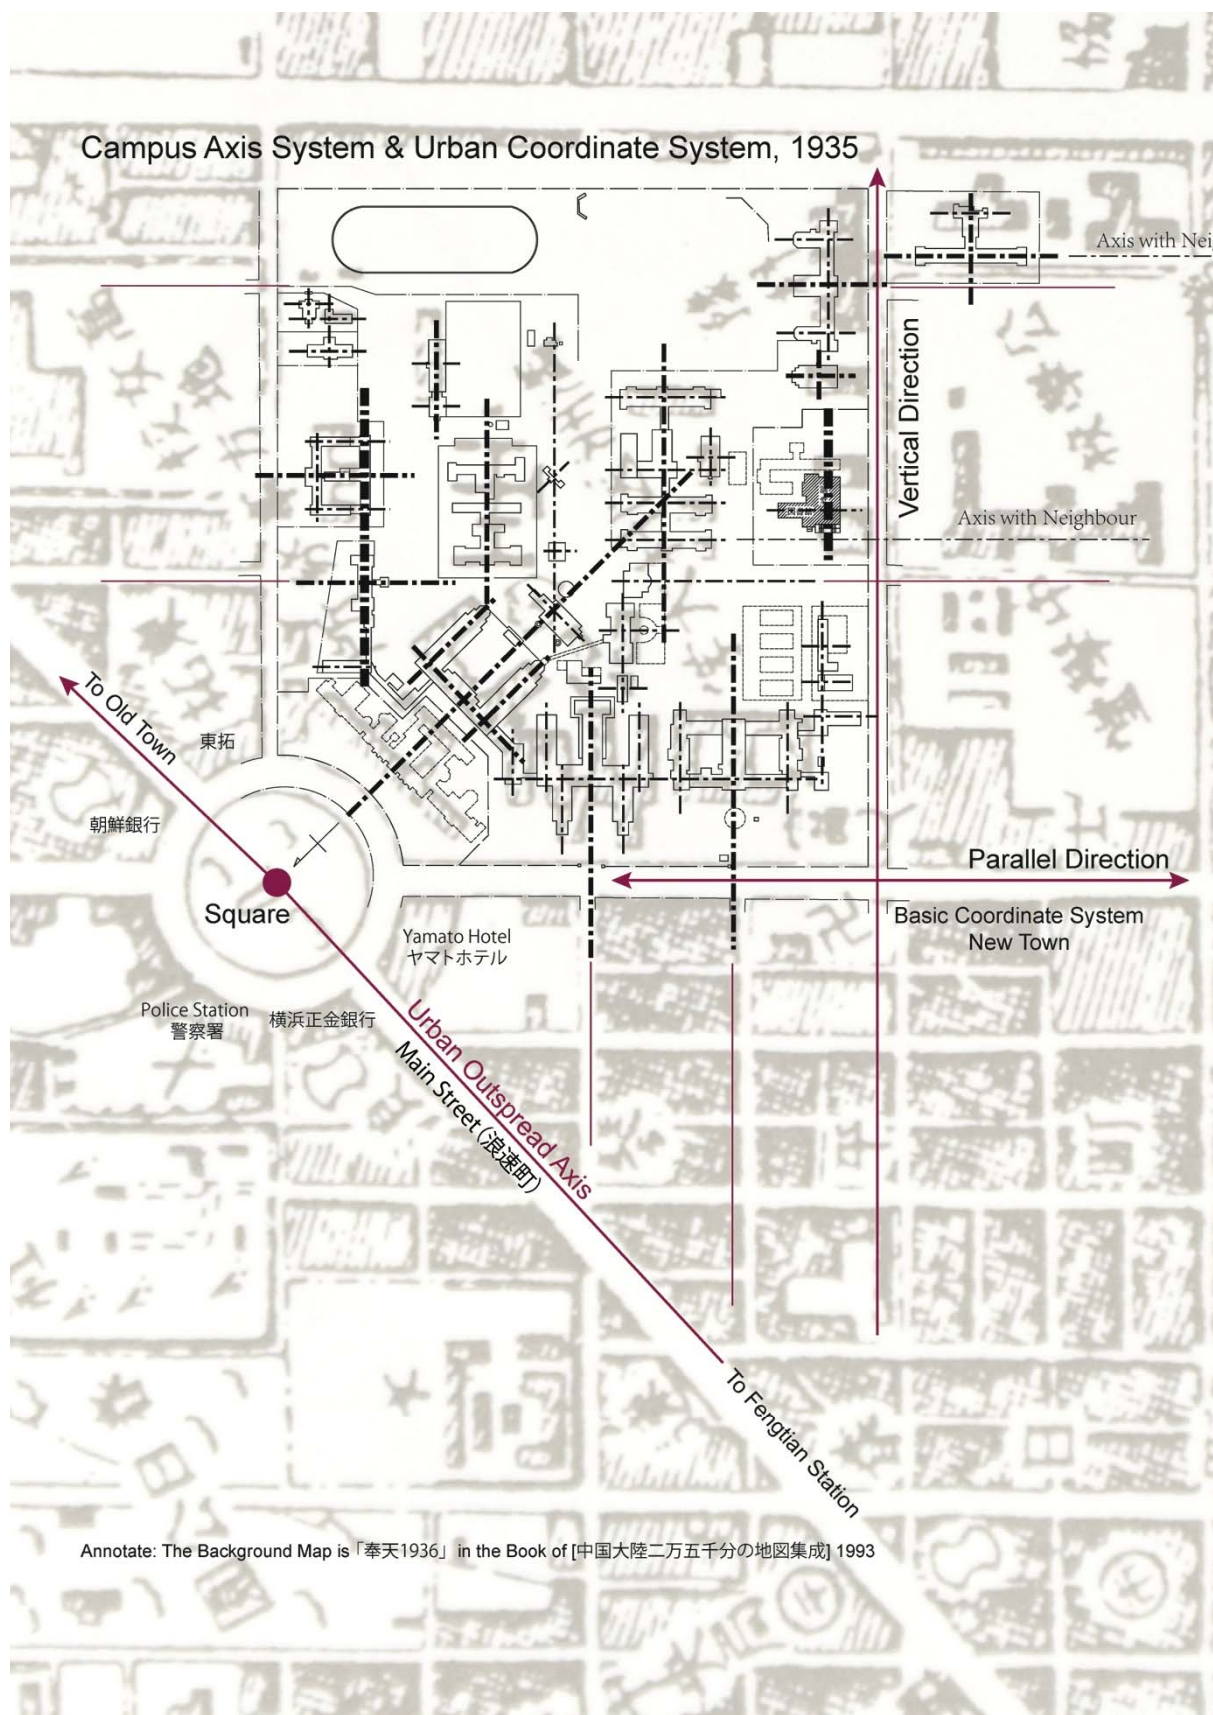 Campus Axis System & Urban Coordinate System, 1935
Axis with Nei
Vertical Direction
Axis with Neighbour
To Old Town
東拓
朝鮮銀行
Parallel Direction
Square
Basic Coordinate System
New Town
Yamato Hotel
ヤマトホテル
Police Station
警察署
横浜正金銀行
Urban Outspread Axis
Main Street (浪速町)
To Fengtian Station
Annotate: The Background Map is「奉天1936」in the Book of [中国大陸二万五千分の地図集成] 1993